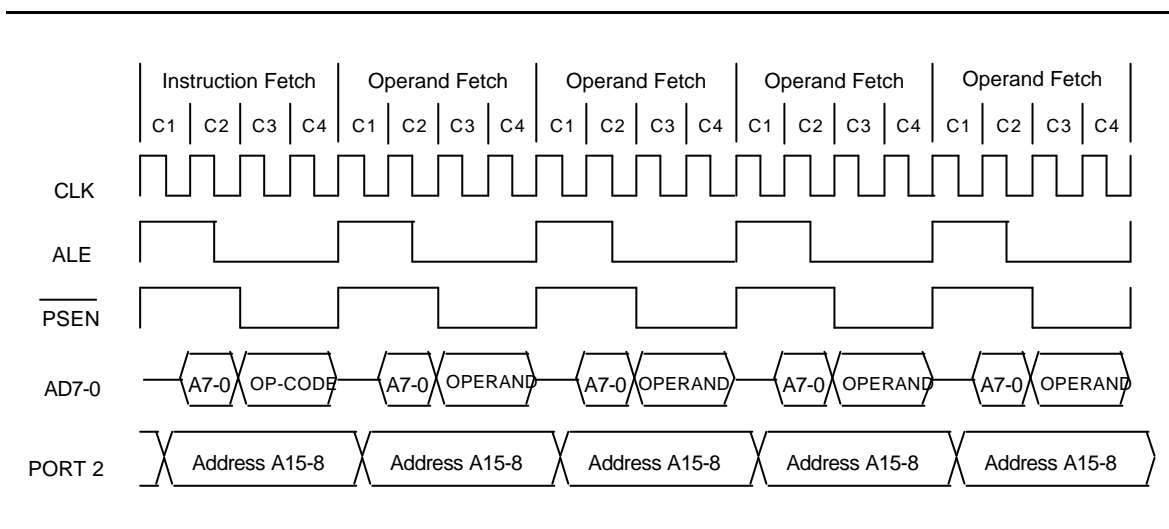 Instruction Fetch Operand Fetch Operand Fetch Operand Fetch Operand Fetch
C1 C2 C3 C4 C1 C2 C3 C4 C1 C2 C3 C4 C1 C2 C3 C4 C1 C2 C3 C4
CLK
ALE
PSEN
AD7-0 A7-0 OP-CODE A7-0 OPERAND A7-0 OPERAND A7-0 OPERAND A7-0 OPERAND
PORT 2 Address A15-8 Address A15-8 Address A15-8 Address A15-8 Address A15-8